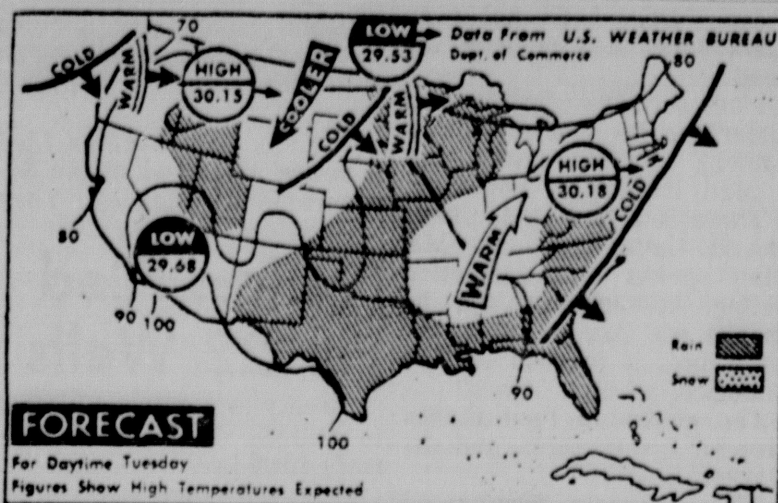 70
LOW
29.53
Data From U.S. WEATHER BUREAU
Dept. of Commerce
80
COLD
WARM
HIGH
30.15
COOLER
COLD
WARM
HIGH
30.18
COLD
80
LOW
29.68
WARM
90
100
Rain
Snow
90
100
FORECAST
For Daytime Tuesday
Figures Show High Temperatures Expected